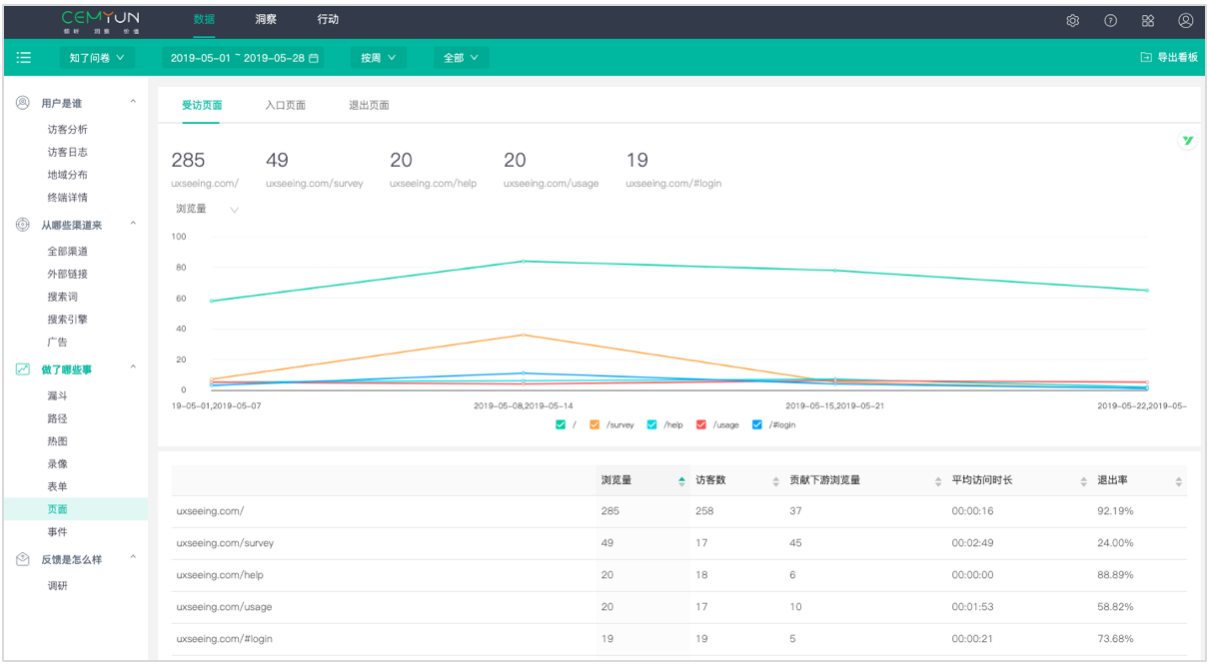 CEMYUN
倾听 洞察 价值
数据 洞察 行动
知了问卷 2019-05-01 ~ 2019-05-28 按周 全部 导出看板
用户是谁
访客分析
访客日志
地域分布
终端详情
从哪些渠道来
全部渠道
外部链接
搜索词
搜索引擎
广告
做了哪些事
漏斗
路径
热图
录像
表单
页面
事件
反馈是怎么样
调研
受访页面 入口页面 退出页面
285 49 20 20 19
uxseeing.com/ uxseeing.com/survey uxseeing.com/help uxseeing.com/usage uxseeing.com/#login
浏览量
100
80
60
40
20
0
19-05-01,2019-05-07 2019-05-08,2019-05-14 2019-05-15,2019-05-21 2019-05-22,2019-05-
/ /survey /help /usage /#login
浏览量 访客数 贡献下游浏览量 平均访问时长 退出率
uxseeing.com/ 285 258 37 00:00:16 92.19%
uxseeing.com/survey 49 17 45 00:02:49 24.00%
uxseeing.com/help 20 18 6 00:00:00 88.89%
uxseeing.com/usage 20 17 10 00:01:53 58.82%
uxseeing.com/#login 19 19 5 00:00:21 73.68%